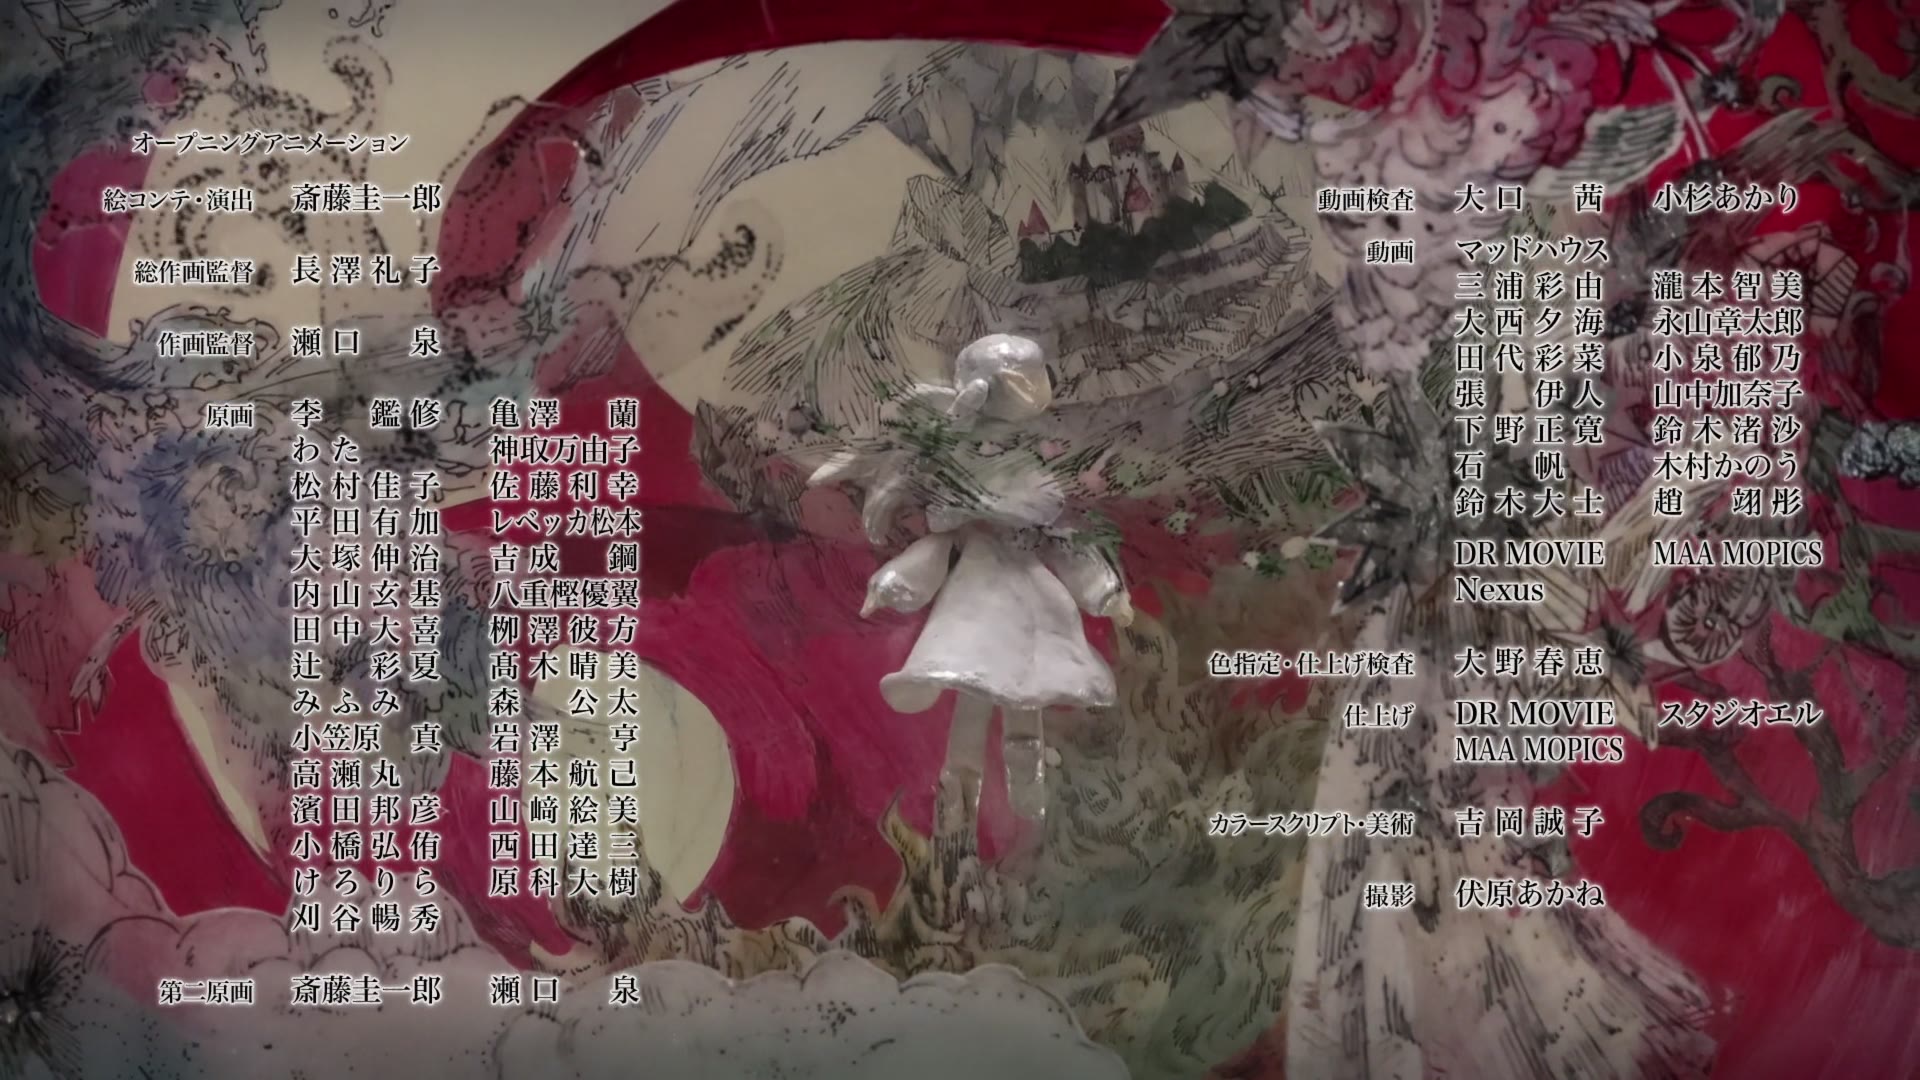 オープニングアニメーション
絵コンテ・演出 斎藤圭一郎
総作画監督 長澤礼子
作画監督 瀬口 泉
原画 李 鑑修 亀澤 蘭
わた 神取万由子
松村佳子 佐藤利幸
平田有加 レベッカ松本
大塚伸治 吉成 鋼
内山玄基 八重樫優翼
田中大喜 栁澤彼方
辻 彩夏 髙木晴美
みふみ 森 公太
小笠原 真 岩澤 亨
高瀬丸 藤本航己
濱田邦彦 山﨑絵美
小橋弘侑 西田達三
けろりら 原科大樹
刈谷暢秀
第二原画 斎藤圭一郎 瀬口 泉
動画検査 大口 茜 小杉あかり
動画 マッドハウス
三浦彩由 瀧本智美
大西夕海 永山章太郎
田代彩菜 小泉郁乃
張 伊人 山中加奈子
下野正寛 鈴木渚沙
石 帆 木村かのう
鈴木大士 趙 翊彤
DR MOVIE MAA MOPICS
Nexus
色指定・仕上げ検査 大野春恵
仕上げ DR MOVIE スタジオエル
MAA MOPICS
カラースクリプト・美術 吉岡誠子
撮影 伏原あかね